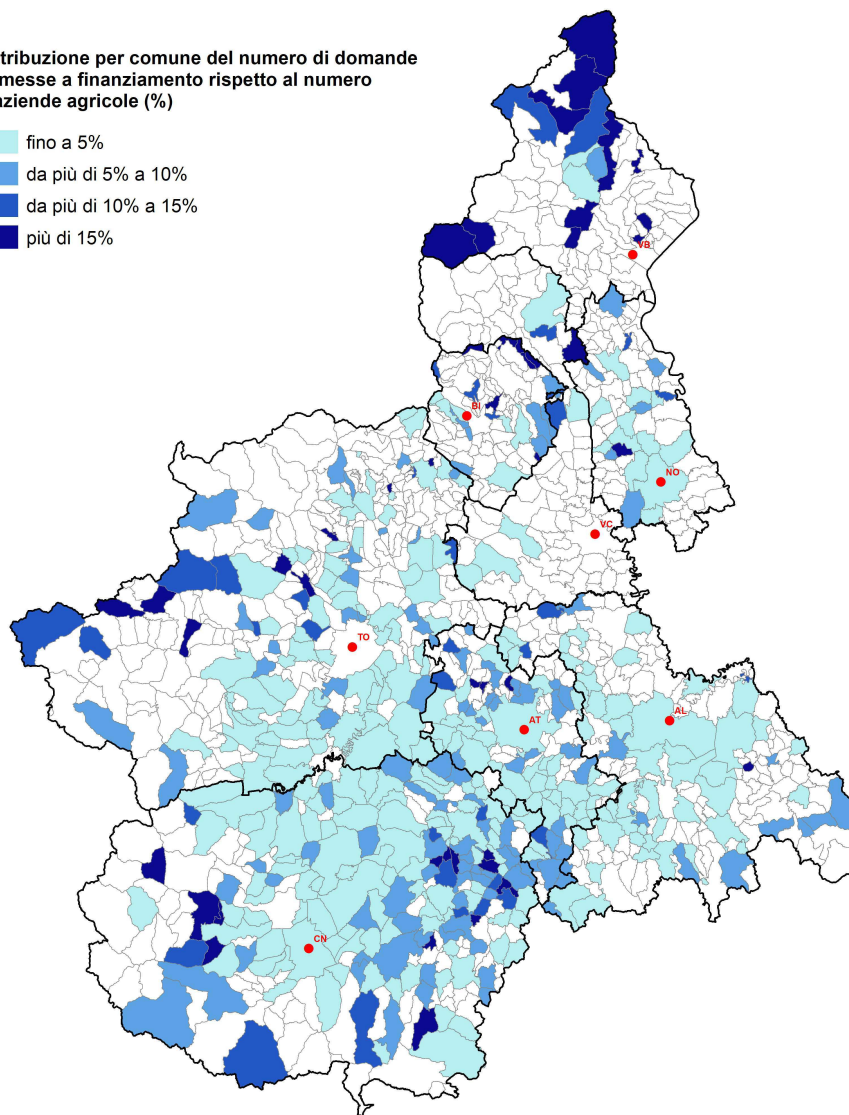 tribuzione per comune del numero di domande
messe a finanziamento rispetto al numero
aziende agricole (%)
fino a 5%
da più di 5% a 10%
da più di 10% a 15%
più di 15%
VB
BI
NO
VC
TO
AL
AT
CN